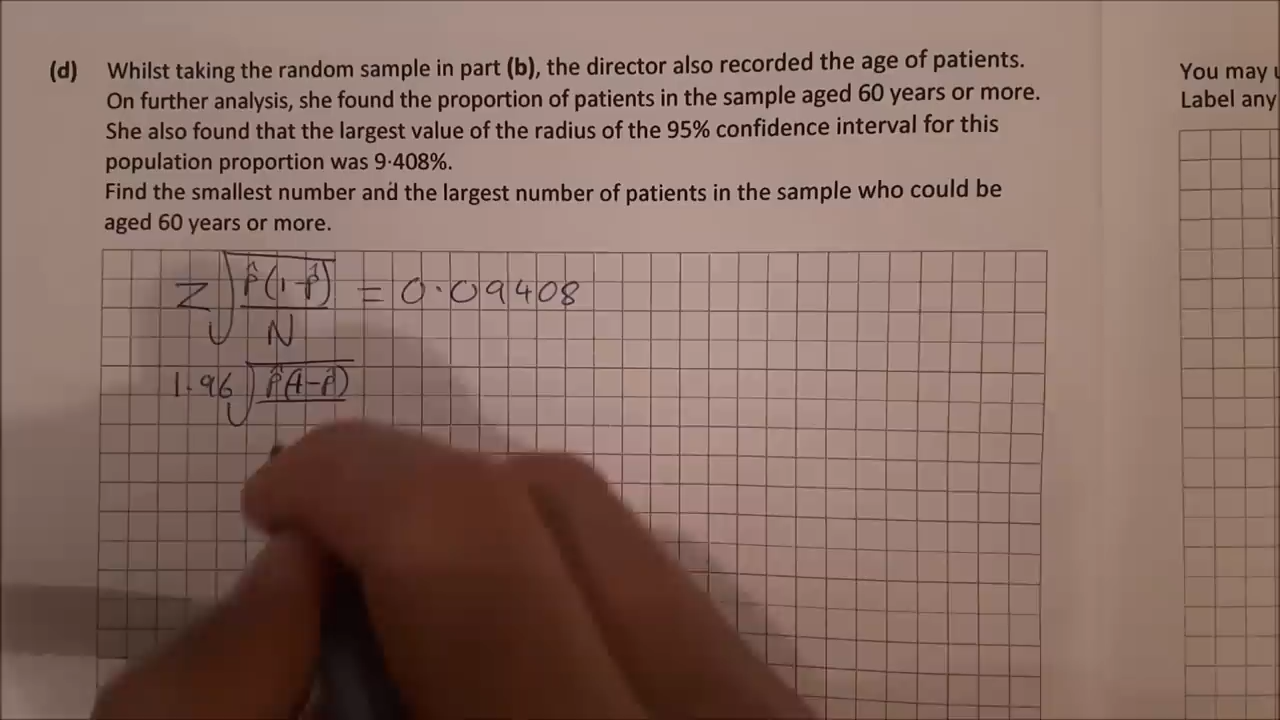 (d) Whilst taking the random sample in part (b), the director also recorded the age of patients.
On further analysis, she found the proportion of patients in the sample aged 60 years or more.
She also found that the largest value of the radius of the 95% confidence interval for this
population proportion was 9·408%.
Find the smallest number and the largest number of patients in the sample who could be
aged 60 years or more.
Z √(p̂(1-p̂)/N) = 0.09408
1.96 √(p̂(1-p̂)
You may
Label any